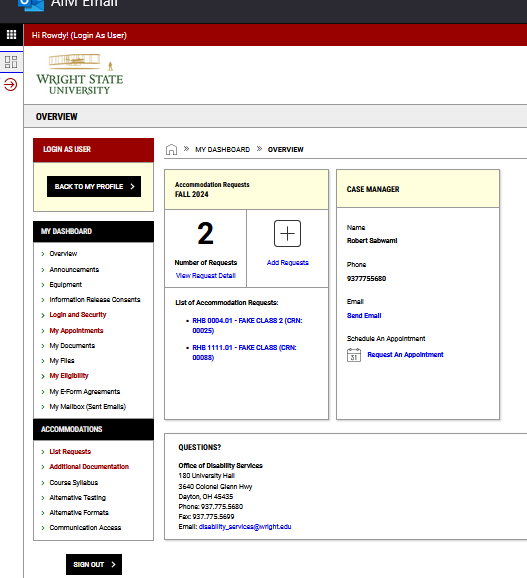 AIM Email
Hi Rowdy! (Login As User)
WRIGHT STATE
UNIVERSITY
OVERVIEW
LOGIN AS USER
BACK TO MY PROFILE
MY DASHBOARD
Overview
Announcements
Equipment
Information Release Consents
Login and Security
My Appointments
My Documents
My Files
My Eligibility
My E-Form Agreements
My Mailbox (Sent Emails)
ACCOMMODATIONS
List Requests
Additional Documentation
Course Syllabus
Alternative Testing
Alternative Formats
Communication Access
SIGN OUT
MY DASHBOARD » OVERVIEW
Accommodation Requests
FALL 2024
2
Number of Requests
View Request Detail
Add Requests
List of Accommodation Requests:
• RHB 0004.01 - FAKE CLASS 2 (CRN:
00025)
• RHB 1111.01 - FAKE CLASS (CRN:
00088)
CASE MANAGER
Name
Robert Sabwami
Phone
9377755680
Email
Send Email
Schedule An Appointment
31
Request An Appointment
QUESTIONS?
Office of Disability Services
180 University Hall
3640 Colonel Glenn Hwy
Dayton, OH 45435
Phone: 937.775.5680
Fax: 937.775.5699
Email: disability_services@wright.edu